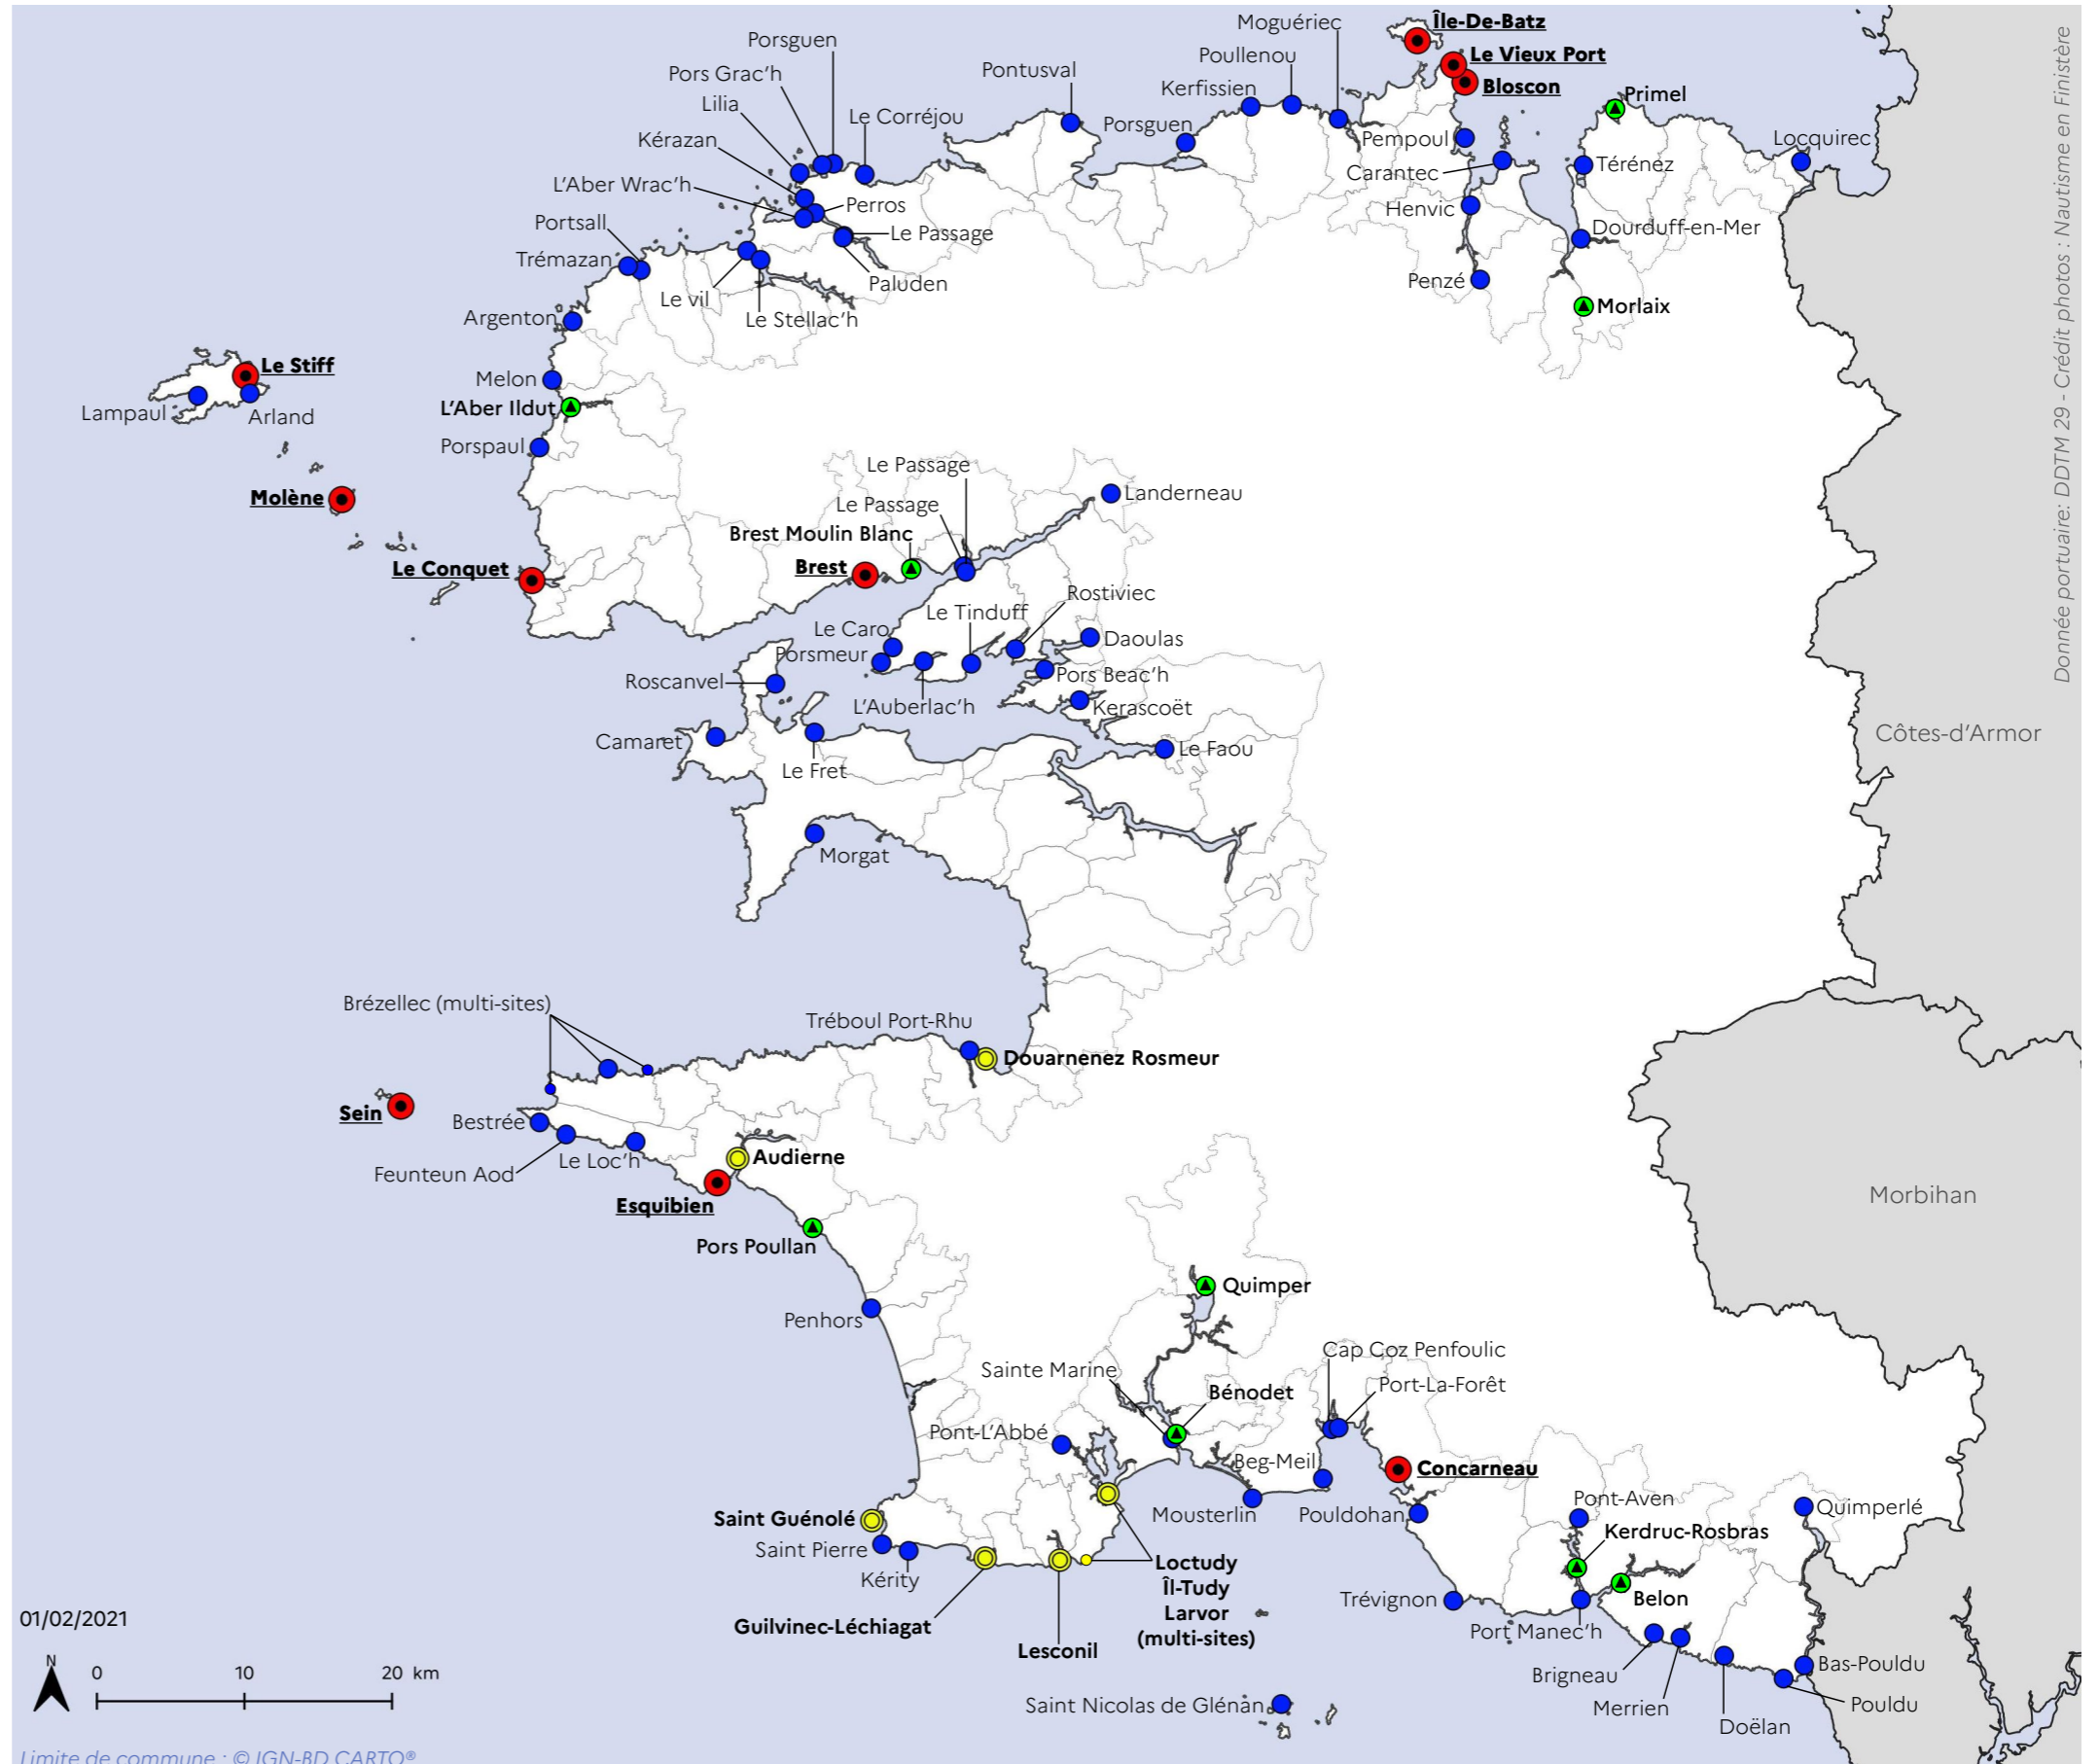 Moguériec
Île-De-Batz
Porsguen
Poullenou
Le Vieux Port
Pors Grac'h
Pontusval
Kerfissien
Bloscon
Primel
Lilia
Le Corréjou
Porsguen
Pempoul
Locquirec
Kérazan
Carantec
Térénez
L'Aber Wrac'h
Perros
Henvic
Portsall
Le Passage
Dourduff-en-Mer
Trémazan
Paluden
Penzé
Le vil
Le Stellac'h
Morlaix
Argenton
Le Stiff
Melon
Lampaul
Arland
L'Aber Ildut
Porspaul
Le Passage
Molène
Le Passage
Landerneau
Brest Moulin Blanc
Le Conquet
Brest
Rostiviec
Le Tinduff
Le Caro
Daoulas
Porsmeur
Pors Beac'h
Roscanvel
L'Auberlac'h
Kerascoët
Camaret
Le Faou
Le Fret
Côtes-d'Armor
Morgat
Brézellec (multi-sites)
Tréboul Port-Rhu
Douarnenez Rosmeur
Sein
Bestrée
Feunteun Aod
Le Loc'h
Audierne
Esquibien
Pors Poullan
Morbihan
Quimper
Penhors
Cap Coz Penfoulic
Sainte Marine
Bénodet
Port-La-Forêt
Pont-L'Abbé
Beg-Meil
Concarneau
Saint Guénolé
Mousterlin
Pouldohan
Pont-Aven
Quimperlé
Saint Pierre
Kerdruc-Rosbras
Kérity
Loctudy
Îl-Tudy
Larvor
(multi-sites)
Trévignon
Belon
Guilvinec-Léchiagat
Port Manec'h
Lesconil
Brigneau
Bas-Pouldu
Merrien
Pouldu
Saint Nicolas de Glénan
Doëlan
01/02/2021
N
0 10 20 km
Limite de commune : © IGN-BD CARTO®
Donnée portuaire: DDTM 29 - Crédit photos : Nautisme en Finistère